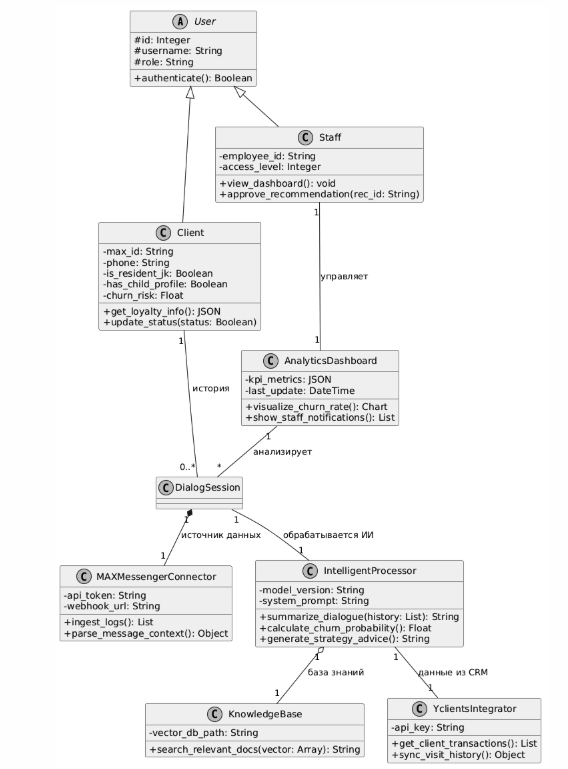 A User
#id: Integer
#username: String
#role: String
+authenticate(): Boolean
C Staff
-employee_id: String
-access_level: Integer
+view_dashboard(): void
+approve_recommendation(rec_id: String)
1
C Client
-max_id: String
-phone: String
-is_resident_jk: Boolean
-has_child_profile: Boolean
-churn_risk: Float
+get_loyalty_info(): JSON
+update_status(status: Boolean)
управляет
1
1
C AnalyticsDashboard
-kpi_metrics: JSON
-last_update: DateTime
+visualize_churn_rate(): Chart
+show_staff_notifications(): List
история
1
анализирует
0..*
*
C DialogSession
1
1
источник данных
обрабатывается ИИ
1
1
C MAXMessengerConnector
-api_token: String
-webhook_url: String
+ingest_logs(): List
+parse_message_context(): Object
C IntelligentProcessor
-model_version: String
-system_prompt: String
+summarize_dialogue(history: List): String
+calculate_churn_probability(): Float
+generate_strategy_advice(): String
1
1
база знаний
данные из CRM
1
1
C KnowledgeBase
-vector_db_path: String
+search_relevant_docs(vector: Array): String
C YclientsIntegrator
-api_key: String
+get_client_transactions(): List
+sync_visit_history(): Object